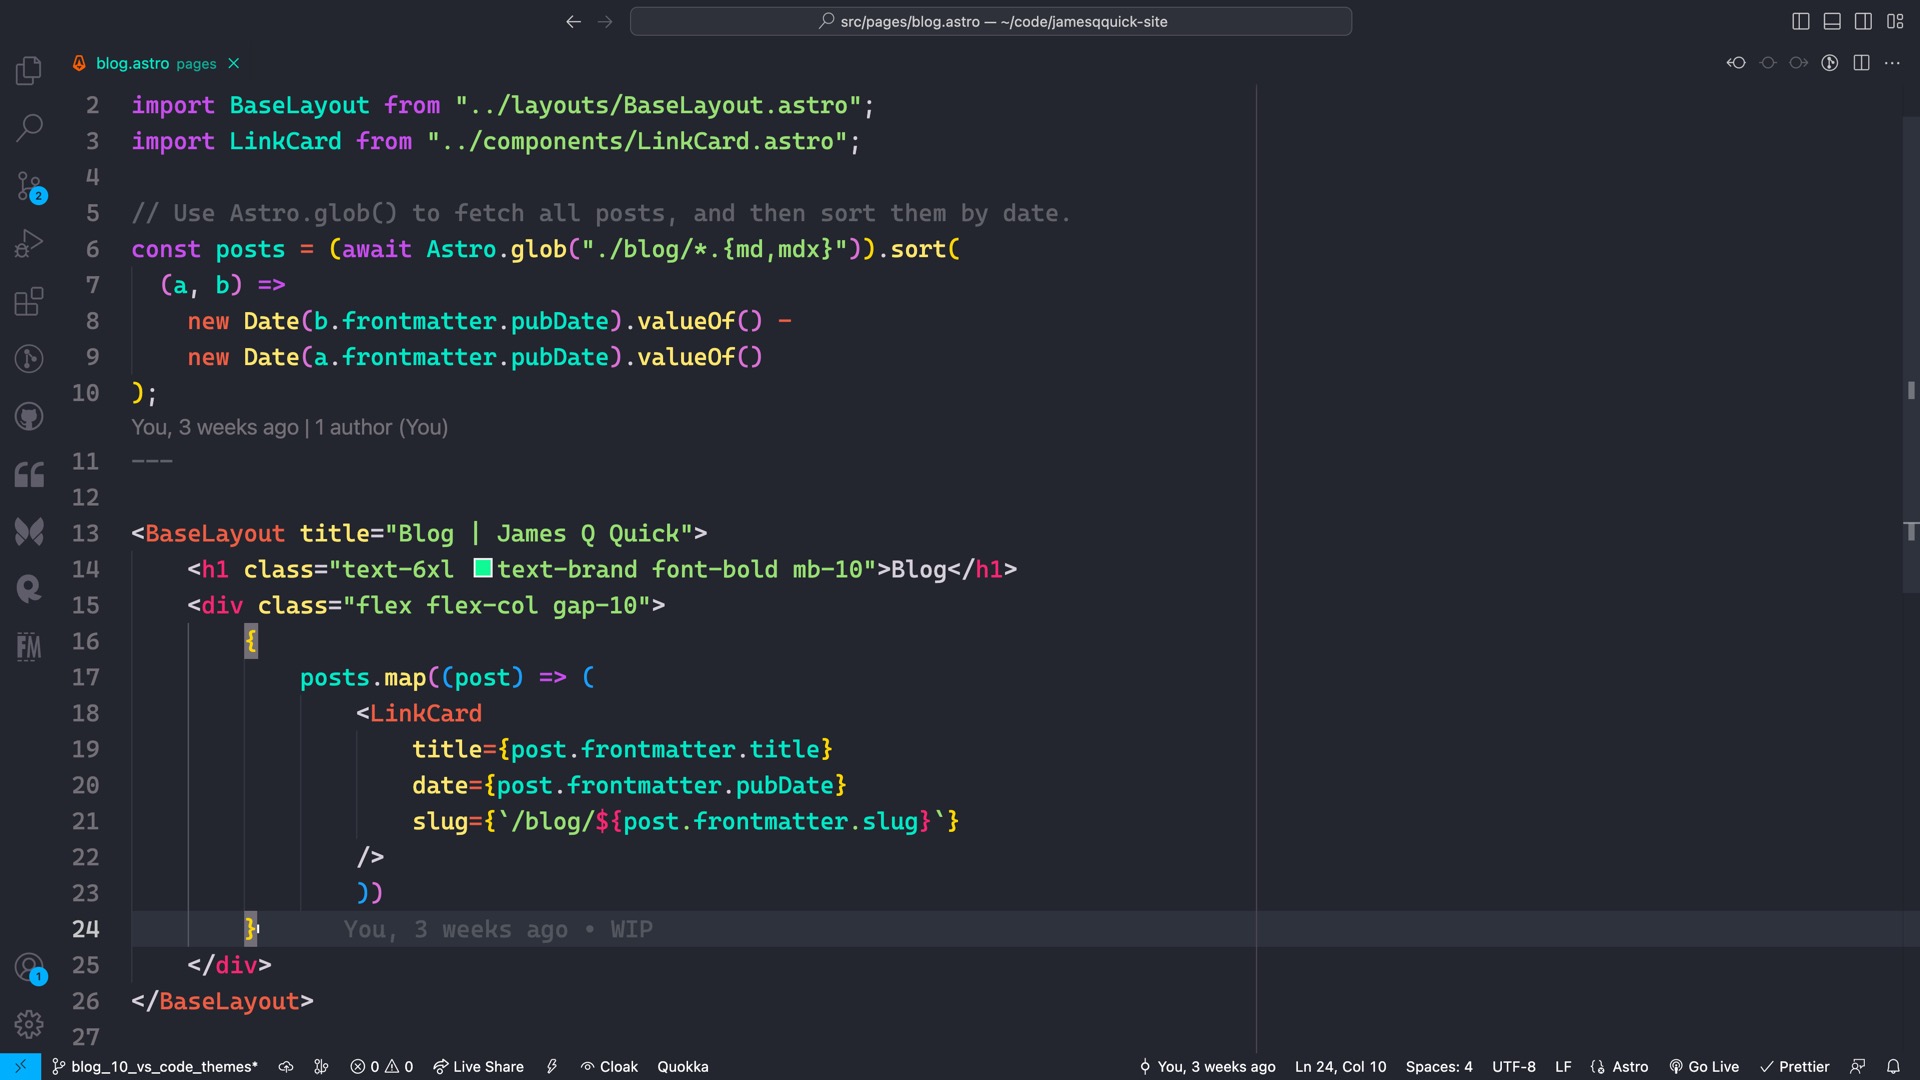 src/pages/blog.astro — ~/code/jamesqquick-site
blog.astro pages
2 import BaseLayout from "../layouts/BaseLayout.astro";
3 import LinkCard from "../components/LinkCard.astro";
4
5 // Use Astro.glob() to fetch all posts, and then sort them by date.
6 const posts = (await Astro.glob("./blog/*.{md,mdx}")).sort(
7 (a, b) =>
8 new Date(b.frontmatter.pubDate).valueOf() -
9 new Date(a.frontmatter.pubDate).valueOf()
10 );
You, 3 weeks ago | 1 author (You)
11 ---
12
13 <BaseLayout title="Blog | James Q Quick">
14 <h1 class="text-6xl text-brand font-bold mb-10">Blog</h1>
15 <div class="flex flex-col gap-10">
16 {
17 posts.map((post) => (
18 <LinkCard
19 title={post.frontmatter.title}
20 date={post.frontmatter.pubDate}
21 slug={`/blog/${post.frontmatter.slug}`}
22 />
23 ))
24 } You, 3 weeks ago • WIP
25 </div>
26 </BaseLayout>
27
2
FM
1
blog_10_vs_code_themes* 0 0 Live Share Cloak Quokka You, 3 weeks ago Ln 24, Col 10 Spaces: 4 UTF-8 LF Astro Go Live Prettier